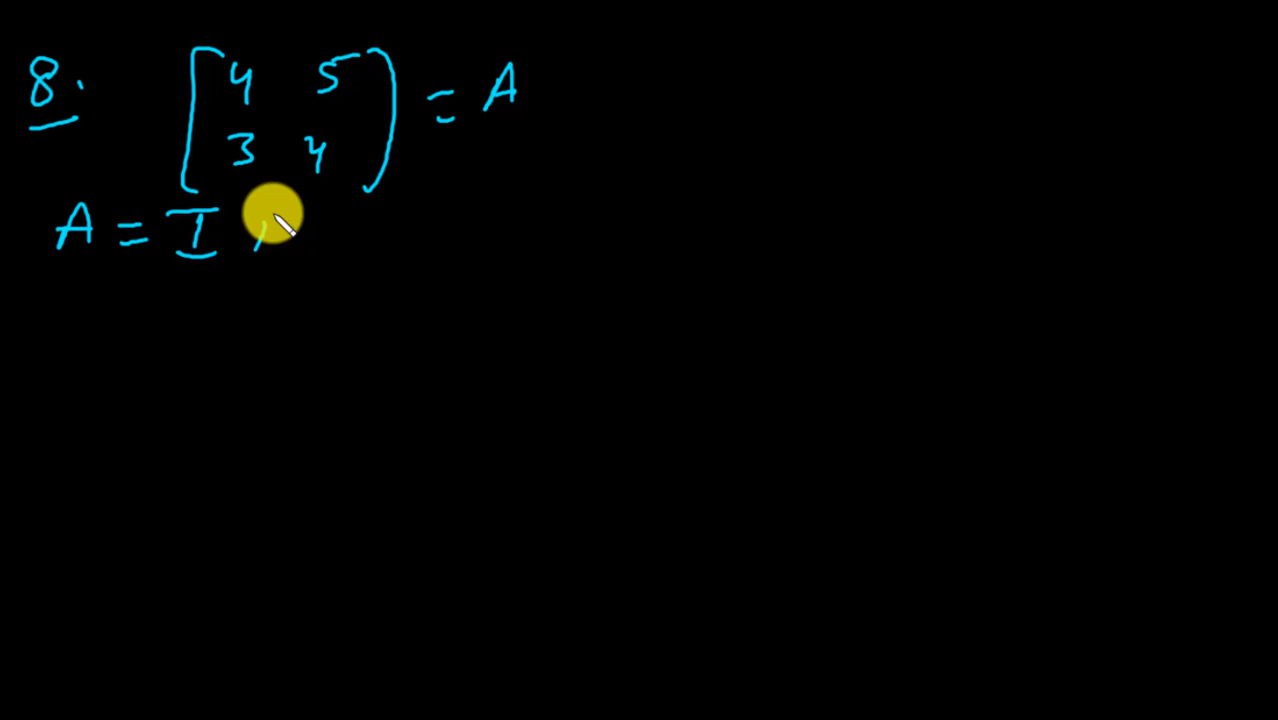 8. [4 5
3 4] = A
A = I ,